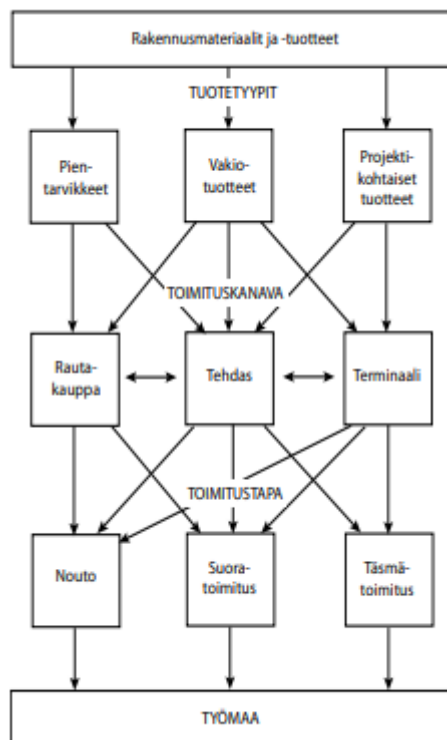 Rakennusmateriaalit ja -tuotteet
TUOTETYYPIT
Pien-
tarvikkeet
Vakio-
tuotteet
Projekti-
kohtaiset
tuotteet
TOIMITUSKANAVA
Rauta-
kauppa
Tehdas
Terminaali
TOIMITUSTAPA
Nouto
Suora-
toimitus
Täsmä-
toimitus
TYÖMAA